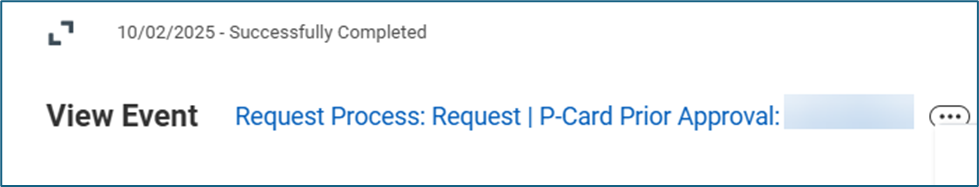 10/02/2025 - Successfully Completed
View Event Request Process: Request | P-Card Prior Approval: